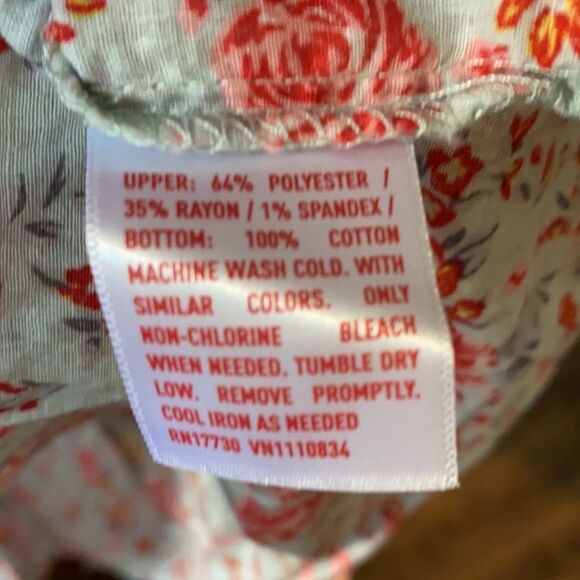 UPPER: 64% POLYESTER /
35% RAYON / 1% SPANDEX /
BOTTOM: 100% COTTON
MACHINE WASH COLD. WITH
SIMILAR COLORS. ONLY
NON-CHLORINE BLEACH
WHEN NEEDED. TUMBLE DRY
LOW. REMOVE PROMPTLY.
COOL IRON AS NEEDED
RN17730 VN1110834